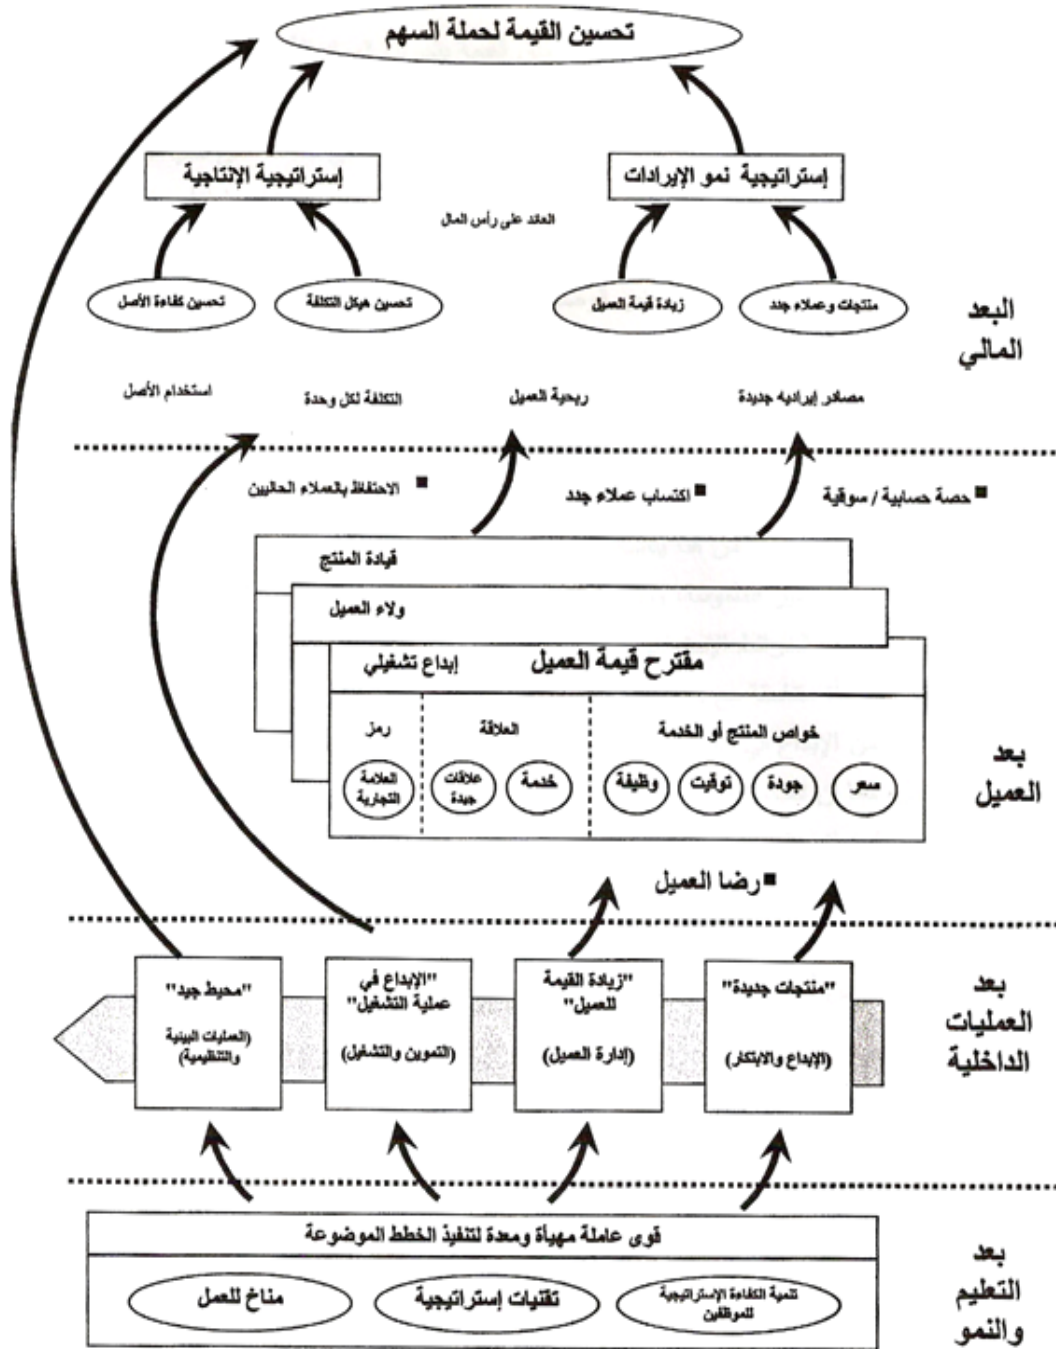 تحسين القيمة لحملة السهم
إستراتيجية نمو الإيرادات
إستراتيجية الإنتاجية
العائد على رأس المال
البعد
المالي
منتجات وعملاء جدد
زيادة قيمة العميل
تحسين هيكل التكلفة
تحسين كفاءة الأصل
مصادر إيراديه جديدة
ربحية العميل
التكلفة لكل وحدة
استخدام الأصل
■ حصة حسابية / سوقية
■ اكتساب عملاء جدد
■ الاحتفاظ بالعملاء الحاليين
قيادة المنتج
ولاء العميل
مقترح قيمة العميل
إبداع تشغيلي
بعد
العميل
خواص المنتج أو الخدمة
العلاقة
رمز
سعر
جودة
توقيت
وظيفة
خدمة
علاقات
جيدة
العلامة
التجارية
■ رضا العميل
بعد
العمليات
الداخلية
"منتجات جديدة"
(الإبداع والابتكار)
"زيادة القيمة
للعميل"
(إدارة العميل)
"الإبداع في
عملية التشغيل"
(التموين والتشغيل)
"محيط جيد"
(العمليات البيئية
والتنظيمية)
بعد
التعليم
والنمو
قوى عاملة مهيأة ومعدة لتنفيذ الخطط الموضوعة
تنمية الكفاءة الإستراتيجية
للموظفين
تقنيات إستراتيجية
مناخ للعمل